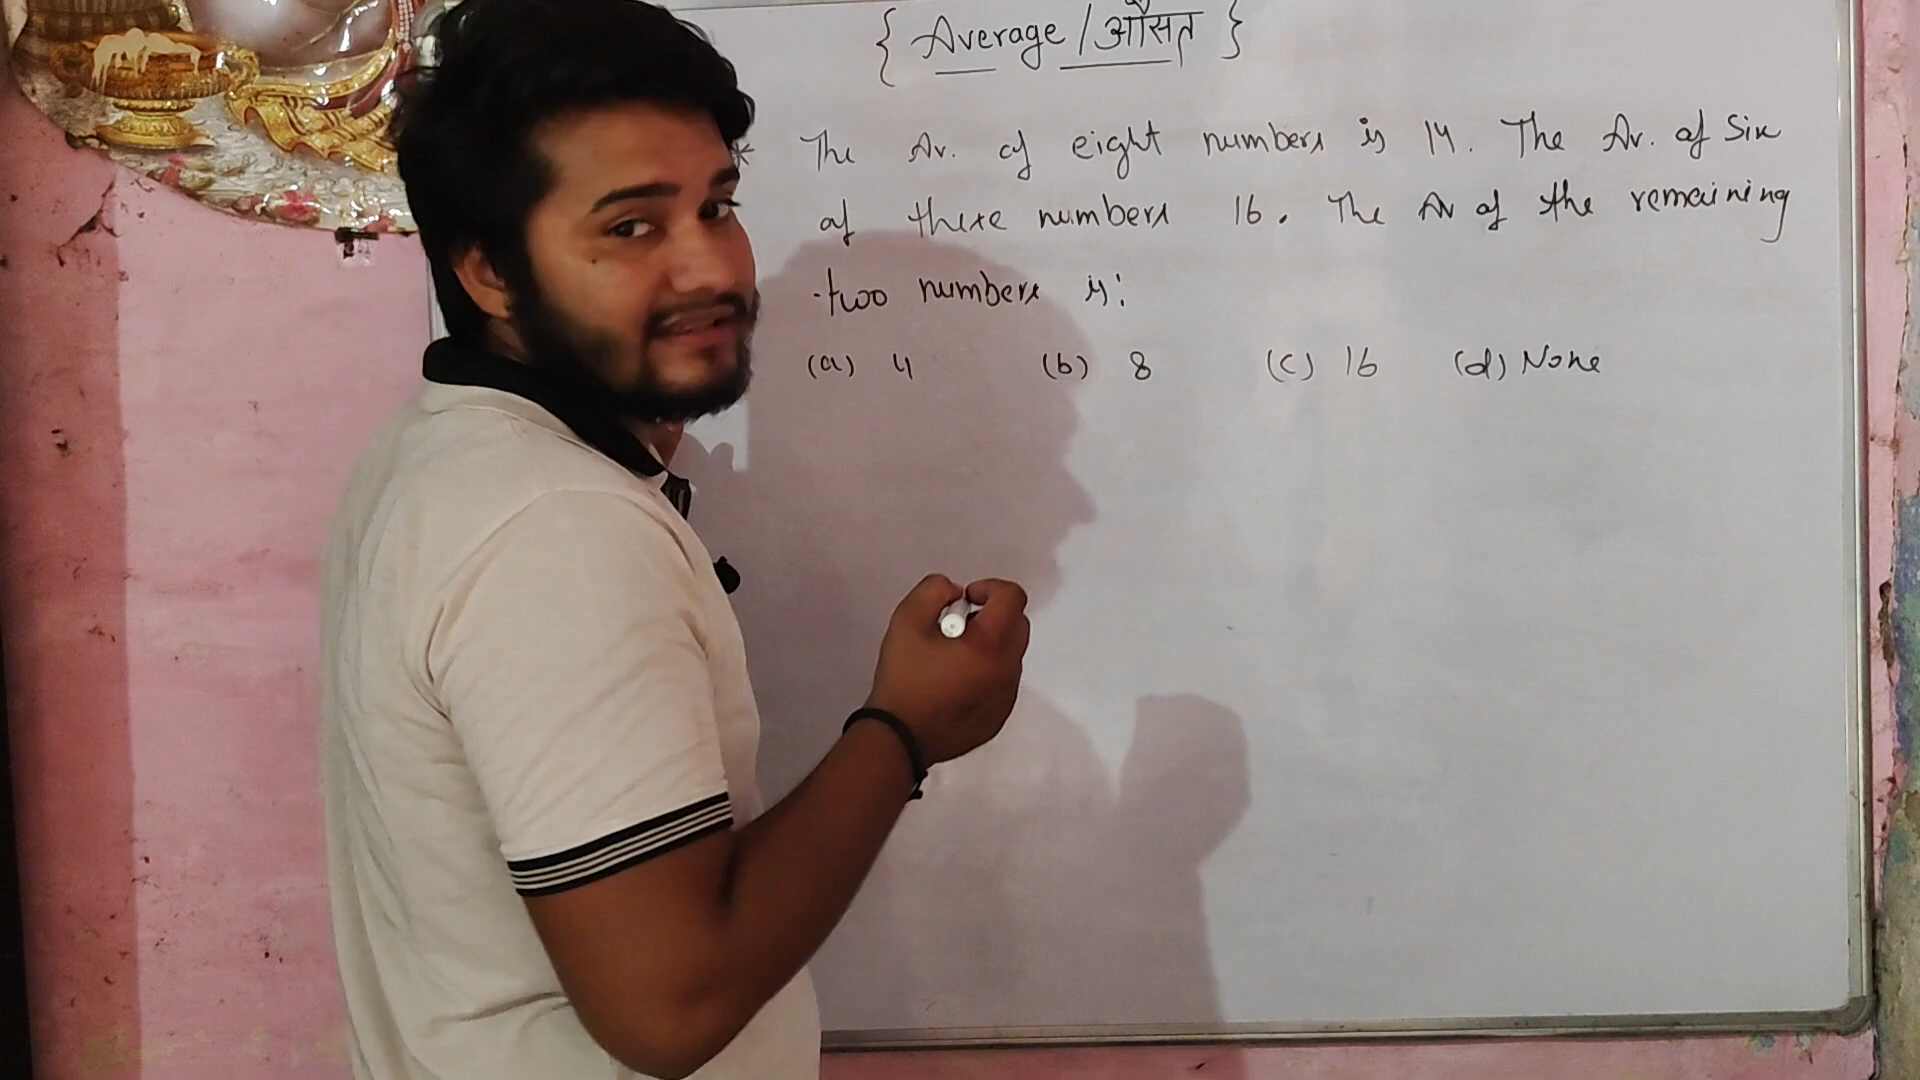 { Average / औसत }
* The Av. of eight numbers is 14. The Av. of Six
of these numbers 16. The Av of the remaining
two numbers is:
(a) 4 (b) 8 (c) 16 (d) None